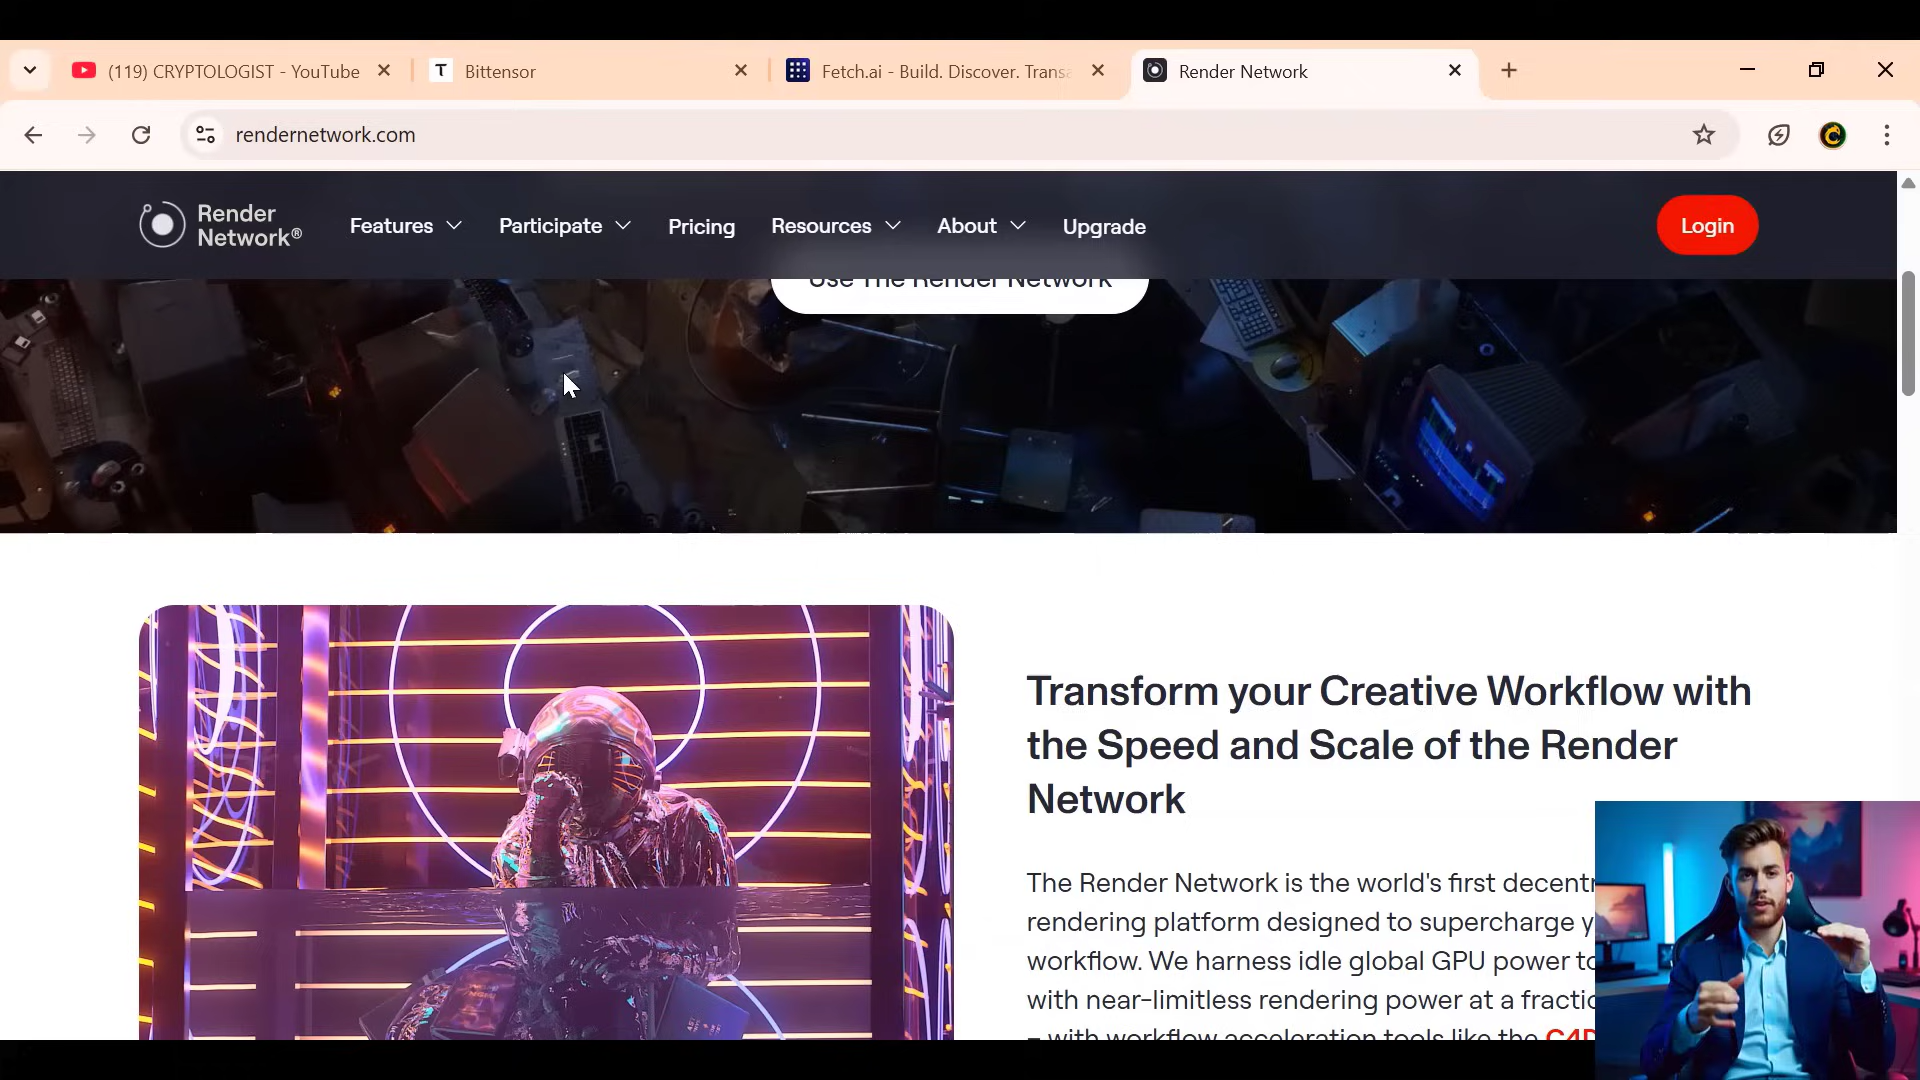 (119) CRYPTOLOGIST - YouTube
Bittensor
Fetch.ai - Build. Discover. Transa
Render Network
rendernetwork.com
Render
Network®
Features
Participate
Pricing
Resources
About
Upgrade
Login
Use The Render Network
Transform your Creative Workflow with
the Speed and Scale of the Render
Network
The Render Network is the world's first decentr
rendering platform designed to supercharge y
workflow. We harness idle global GPU power to
with near-limitless rendering power at a fractio
– with workflow acceleration tools like the C4D